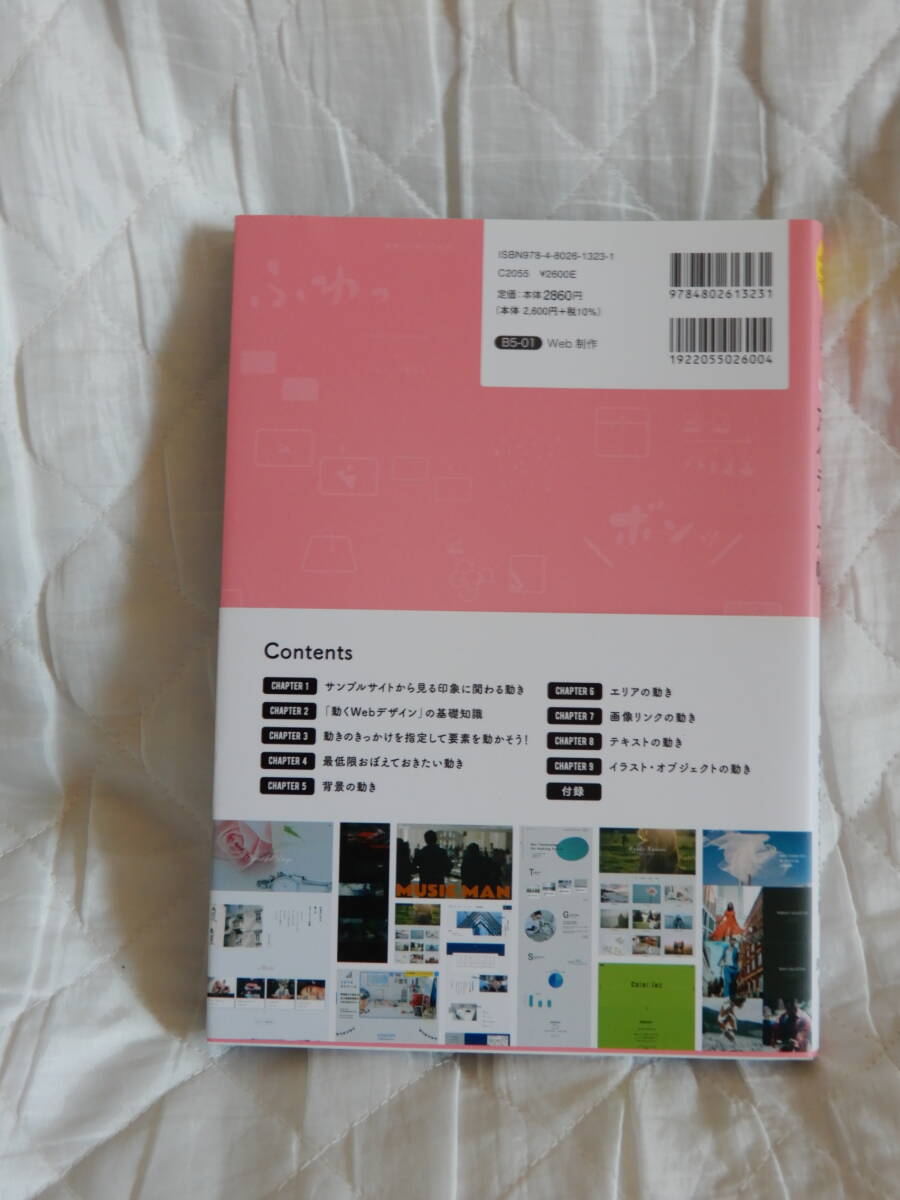 ふわっ
ISBN978-4-8026-1323-1
C2055 ¥2600E
定価:本体2860円
(本体 2,600円+税10%)
B5-01 Web制作
9784802613231
1922055026004
ボンッ
Contents
CHAPTER 1 サンプルサイトから見る印象に関わる動き
CHAPTER 2 「動くWebデザイン」の基礎知識
CHAPTER 3 動きのきっかけを指定して要素を動かそう!
CHAPTER 4 最低限おぼえておきたい動き
CHAPTER 5 背景の動き
CHAPTER 6 エリアの動き
CHAPTER 7 画像リンクの動き
CHAPTER 8 テキストの動き
CHAPTER 9 イラスト・オブジェクトの動き
付録
MUSIC MAN